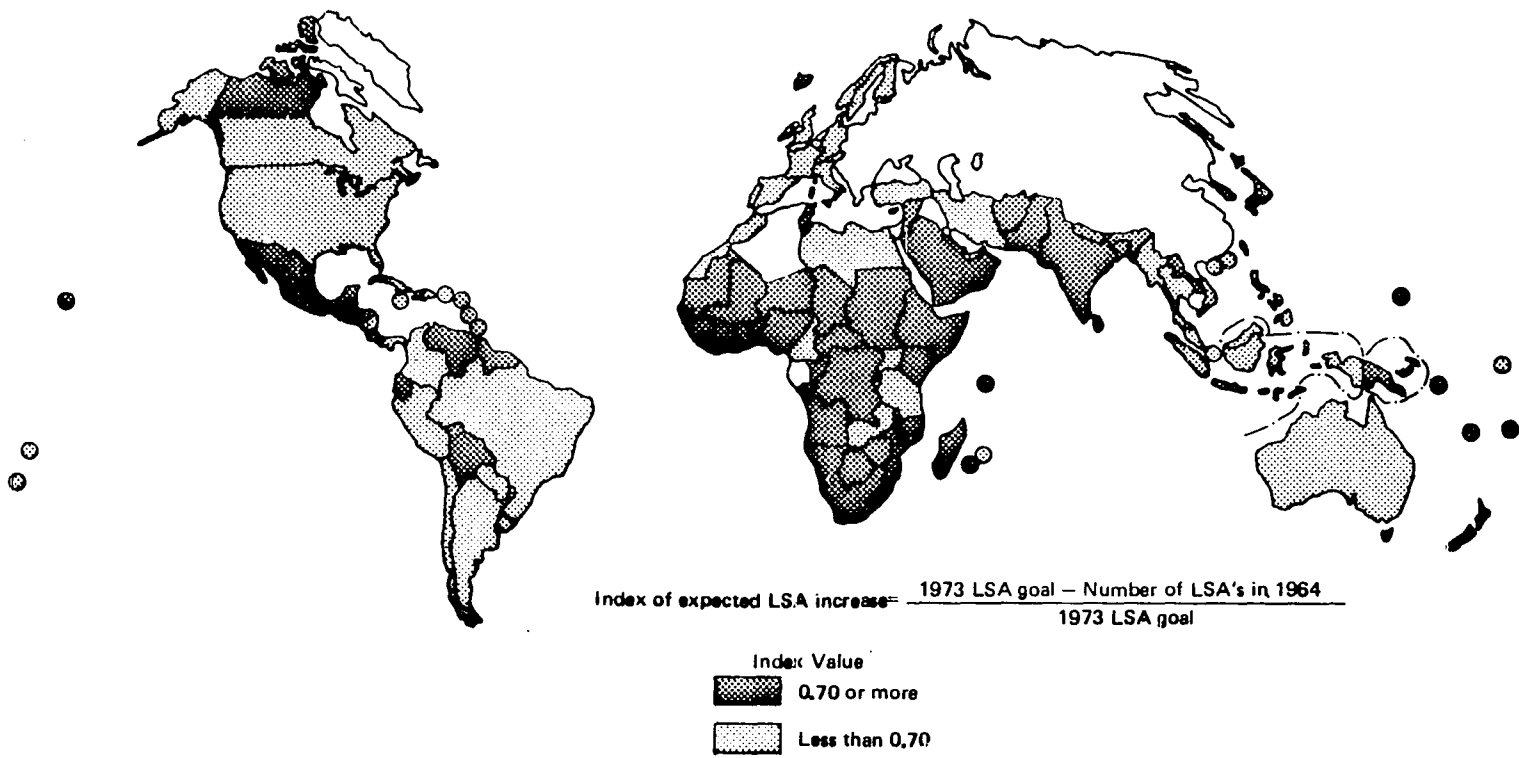 Index of expected LSA increase= 1973 LSA goal — Number of LSA's in 1964
1973 LSA goal
Index Value
0.70 or more
Less than 0.70